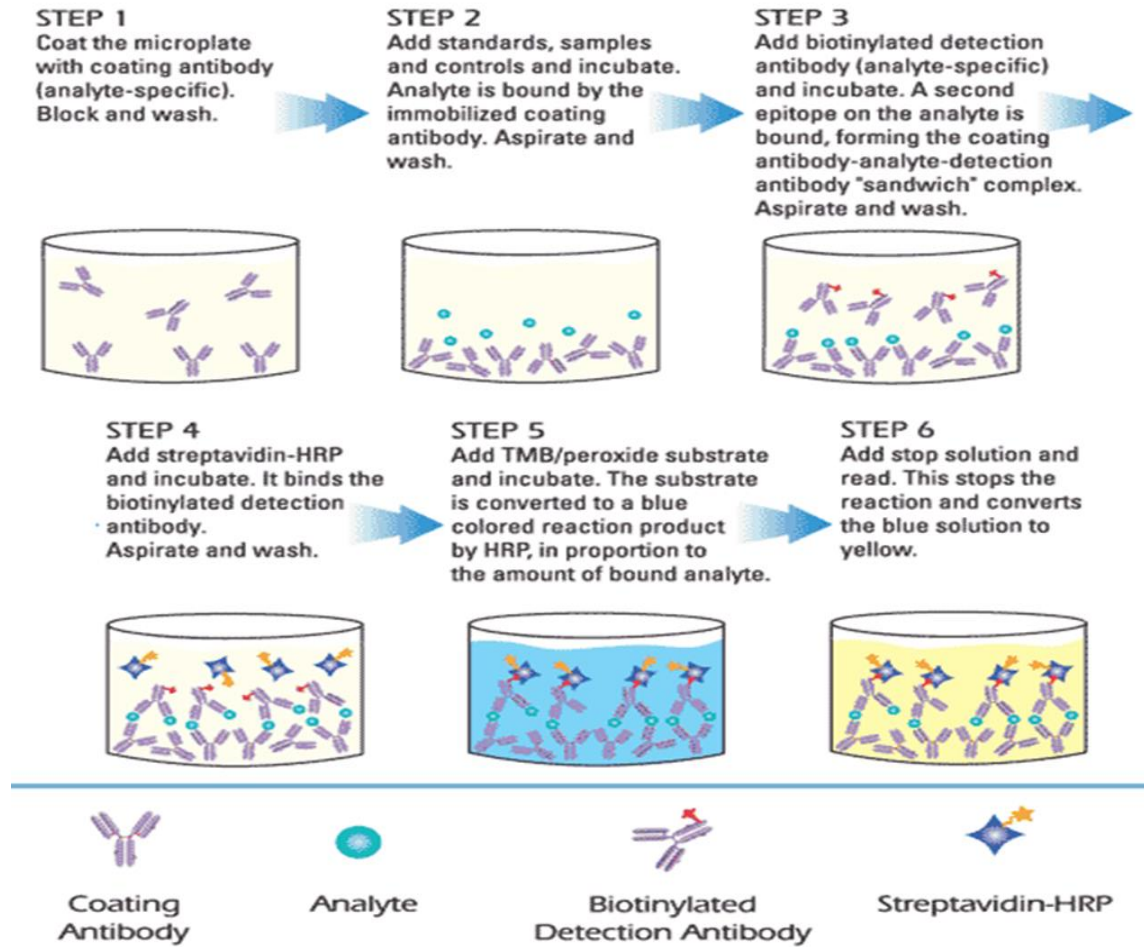 STEP 1
Coat the microplate
with coating antibody
(analyte-specific).
Block and wash.
STEP 2
Add standards, samples
and controls and incubate.
Analyte is bound by the
immobilized coating
antibody. Aspirate and
wash.
STEP 3
Add biotinylated detection
antibody (analyte-specific)
and incubate. A second
epitope on the analyte is
bound, forming the coating
antibody-analyte-detection
antibody "sandwich" complex.
Aspirate and wash.
STEP 4
Add streptavidin-HRP
and incubate. It binds the
biotinylated detection
antibody.
Aspirate and wash.
STEP 5
Add TMB/peroxide substrate
and incubate. The substrate
is converted to a blue
colored reaction product
by HRP, in proportion to
the amount of bound analyte.
STEP 6
Add stop solution and
read. This stops the
reaction and converts
the blue solution to
yellow.
Coating
Antibody
Analyte
Biotinylated
Detection Antibody
Streptavidin-HRP